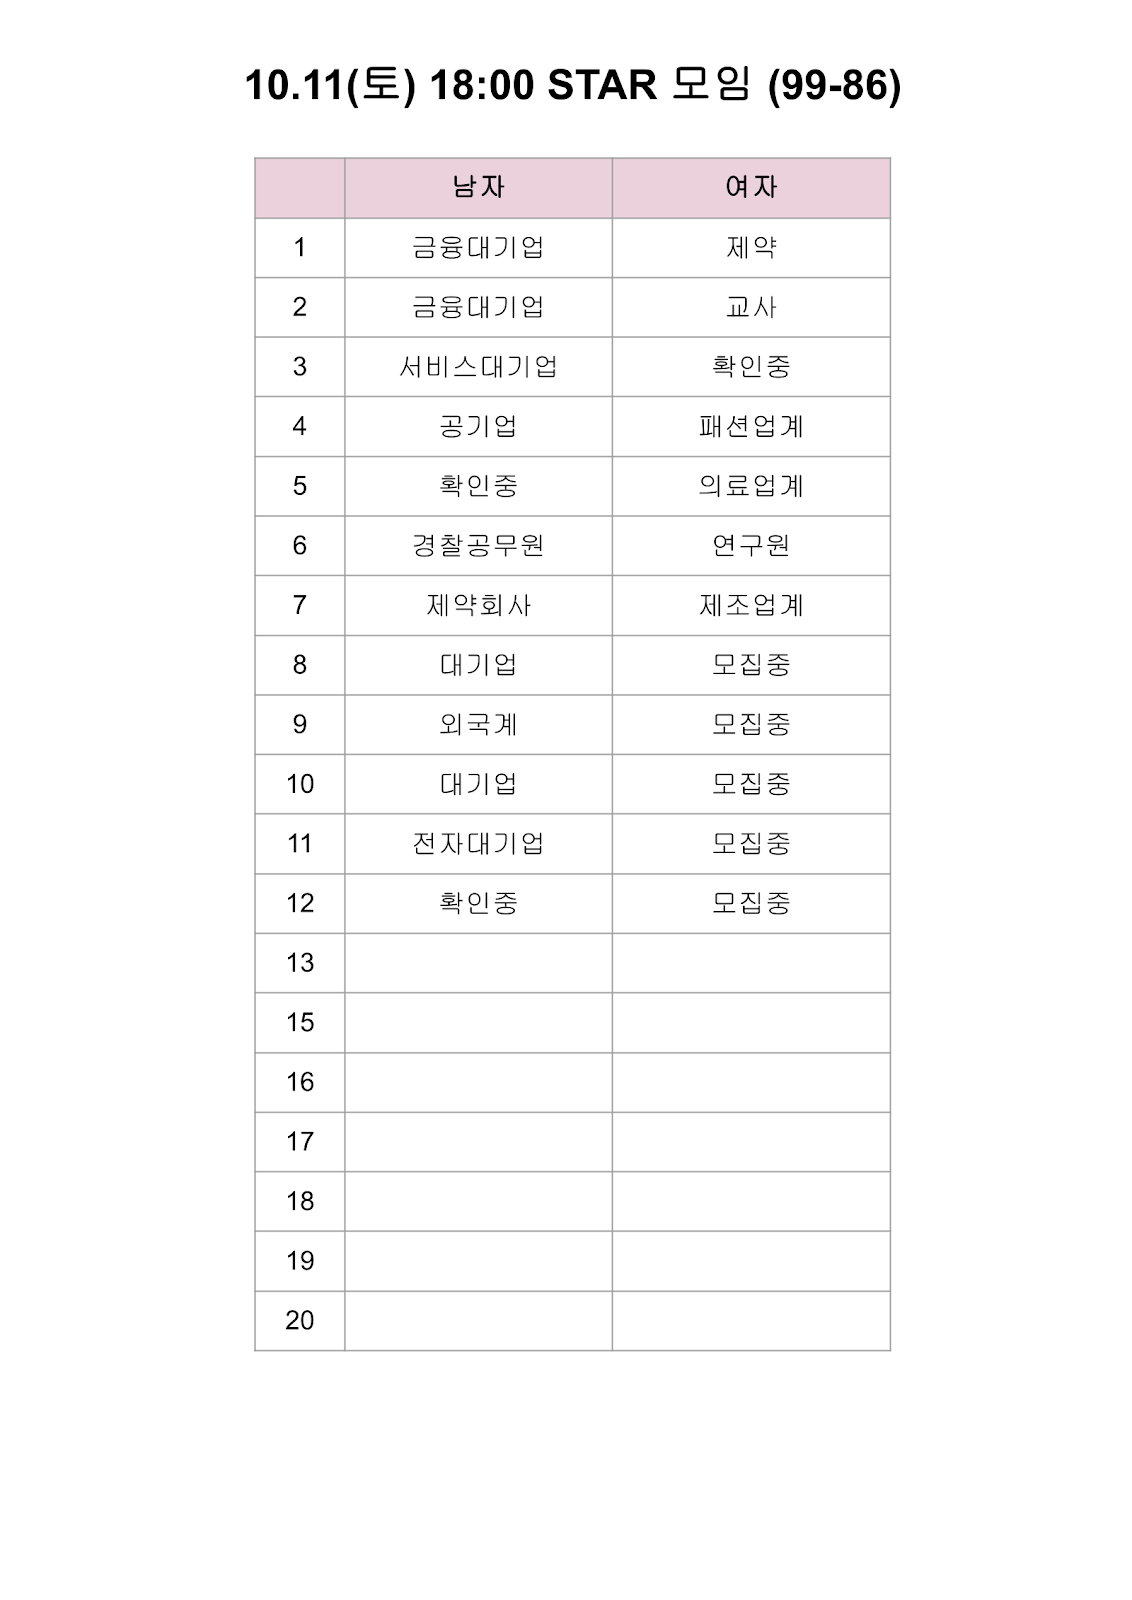 10.11(토) 18:00 STAR 모임 (99-86)
남자 여자
1 금융대기업 제약
2 금융대기업 교사
3 서비스대기업 확인중
4 공기업 패션업계
5 확인중 의료업계
6 경찰공무원 연구원
7 제약회사 제조업계
8 대기업 모집중
9 외국계 모집중
10 대기업 모집중
11 전자대기업 모집중
12 확인중 모집중
13
15
16
17
18
19
20